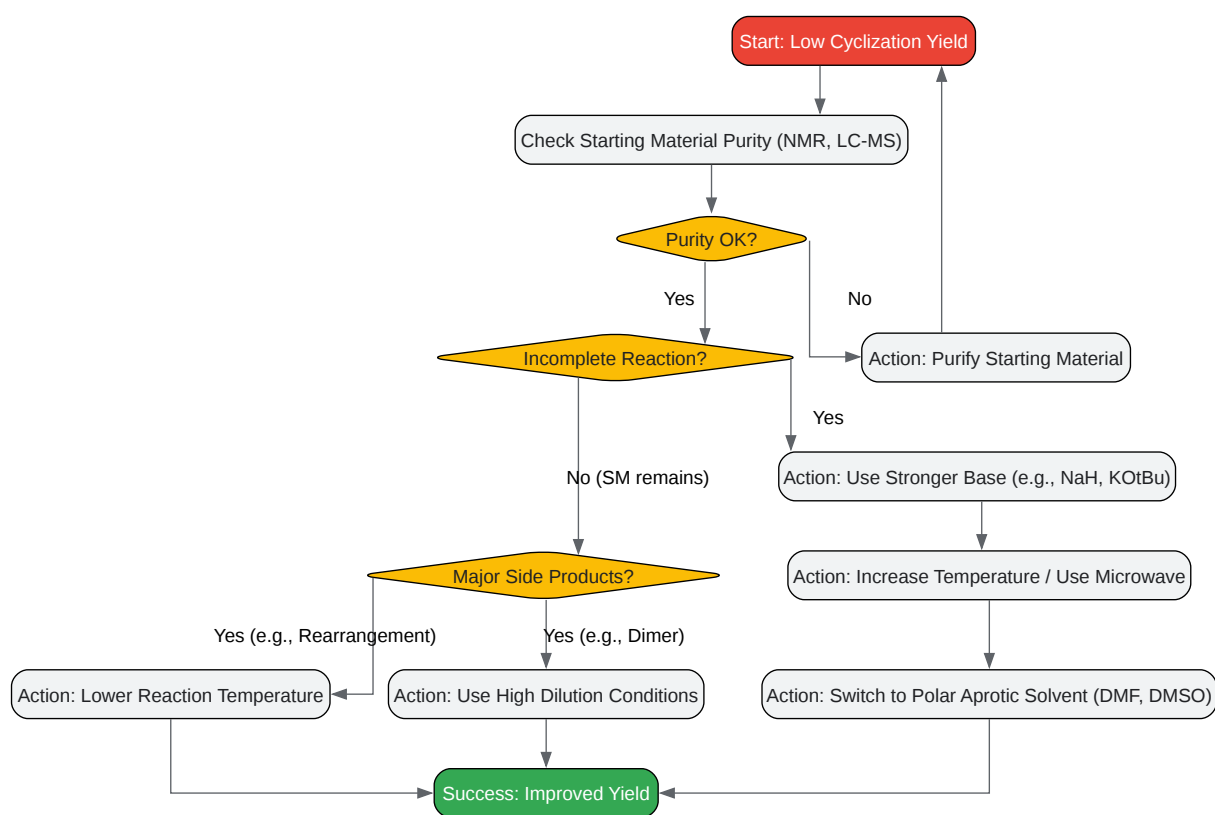 Start: Low Cyclization Yield
Check Starting Material Purity (NMR, LC-MS)
Purity OK?
Yes
No
Incomplete Reaction?
Action: Purify Starting Material
Yes
No (SM remains)
Action: Use Stronger Base (e.g., NaH, KOtBu)
Major Side Products?
Action: Increase Temperature / Use Microwave
Yes (e.g., Rearrangement)
Yes (e.g., Dimer)
Action: Lower Reaction Temperature
Action: Use High Dilution Conditions
Action: Switch to Polar Aprotic Solvent (DMF, DMSO)
Success: Improved Yield